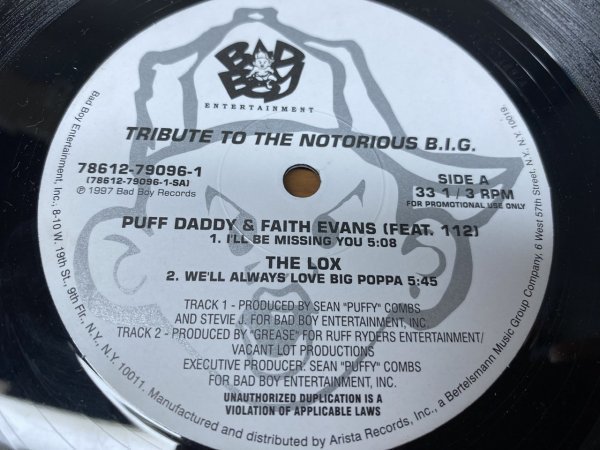 BAD BOY
ENTERTAINMENT
TRIBUTE TO THE NOTORIOUS B.I.G.
78612-79096-1
(78612-79096-1-SA)
℗ 1997 Bad Boy Records
SIDE A
33 1/3 RPM
FOR PROMOTIONAL USE ONLY
PUFF DADDY & FAITH EVANS (FEAT. 112)
1. I'LL BE MISSING YOU 5:08
THE LOX
2. WE'LL ALWAYS LOVE BIG POPPA 5:45
TRACK 1 - PRODUCED BY SEAN "PUFFY" COMBS
AND STEVIE J. FOR BAD BOY ENTERTAINMENT, INC.
TRACK 2 - PRODUCED BY "GREASE" FOR RUFF RYDERS ENTERTAINMENT/
VACANT LOT PRODUCTIONS
EXECUTIVE PRODUCER: SEAN "PUFFY" COMBS
FOR BAD BOY ENTERTAINMENT, INC.
UNAUTHORIZED DUPLICATION IS A
VIOLATION OF APPLICABLE LAWS
Bad Boy Entertainment, Inc., 8-10 W. 19th St., 9th Flr., N.Y. N.Y. 10011. Manufactured and distributed by Arista Records, Inc., a Bertelsmann Music Group Company, 6 West 57th Street, N.Y., N.Y. 10019.